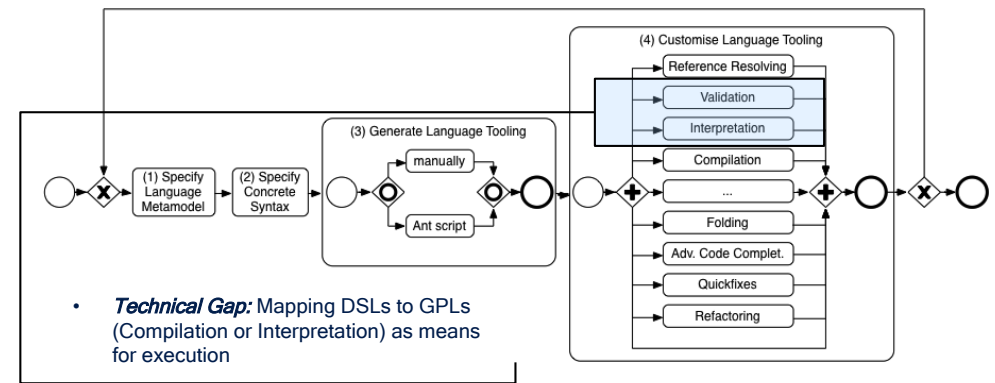 (4) Customise Language Tooling
Reference Resolving
Validation
Interpretation
(3) Generate Language Tooling
manually
Compilation
(1) Specify
Language
Metamodel
(2) Specify
Concrete
Syntax
...
Ant script
Folding
Adv. Code Complet.
Quickfixes
Refactoring
• Technical Gap: Mapping DSLs to GPLs
(Compilation or Interpretation) as means
for execution